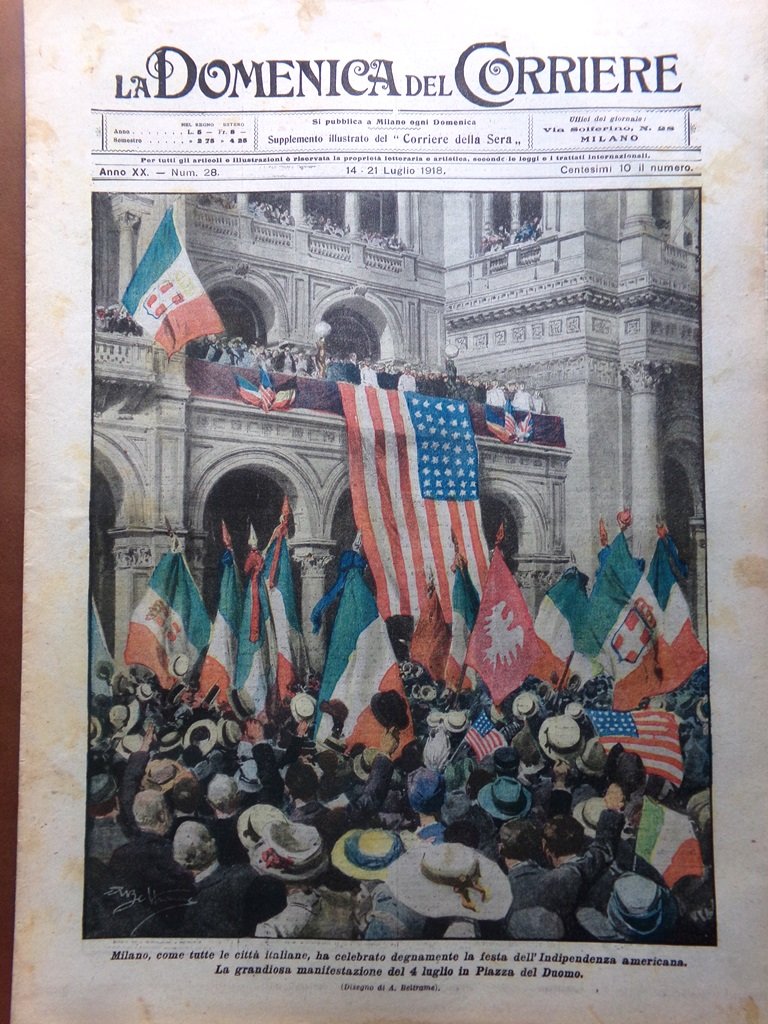 LA DOMENICA DEL CORRIERE
NEL REGNO ESTERO
Anno . . . . . . . . L. 5 — Fr. 8 —
Semestre . . . . . . » 2 75 » 4 25
Si pubblica a Milano ogni Domenica
Supplemento illustrato del "Corriere della Sera„
Uffici del giornale:
Via Solferino, N. 28
MILANO
Per tutti gli articoli e illustrazioni è riservata la proprietà letteraria e artistica, secondo le leggi e i trattati internazionali.
Anno XX. — Num. 28. 14 - 21 Luglio 1918. Centesimi 10 il numero.
A. Beltrame
Milano, come tutte le città italiane, ha celebrato degnamente la festa dell'Indipendenza americana.
La grandiosa manifestazione del 4 luglio in Piazza del Duomo.
(Disegno di A. Beltrame).